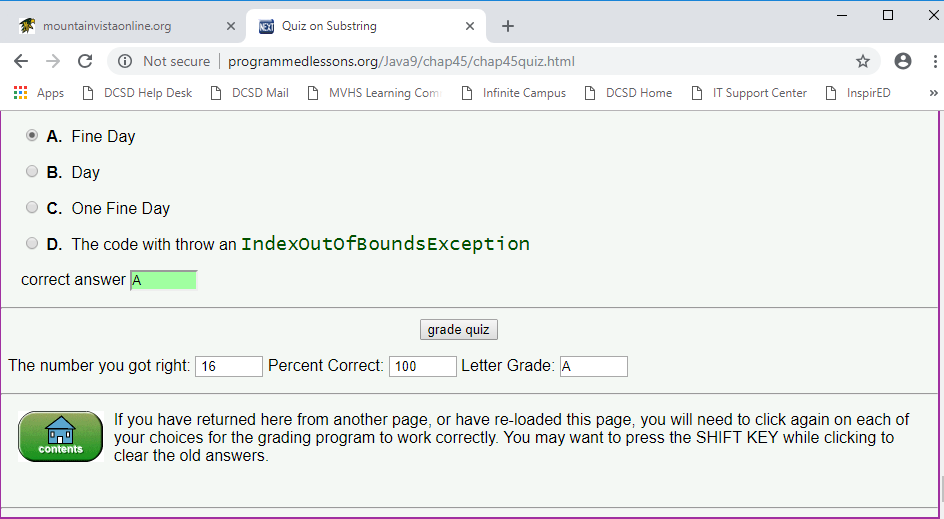 mountainvistaonline.org
NEXT Quiz on Substring
Not secure programmedlessons.org/Java9/chap45/chap45quiz.html
Apps DCSD Help Desk DCSD Mail MVHS Learning Com Infinite Campus DCSD Home IT Support Center InspirED »
A. Fine Day
B. Day
C. One Fine Day
D. The code with throw an IndexOutOfBoundsException
correct answer A
grade quiz
The number you got right: 16 Percent Correct: 100 Letter Grade: A
contents
If you have returned here from another page, or have re-loaded this page, you will need to click again on each of
your choices for the grading program to work correctly. You may want to press the SHIFT KEY while clicking to
clear the old answers.